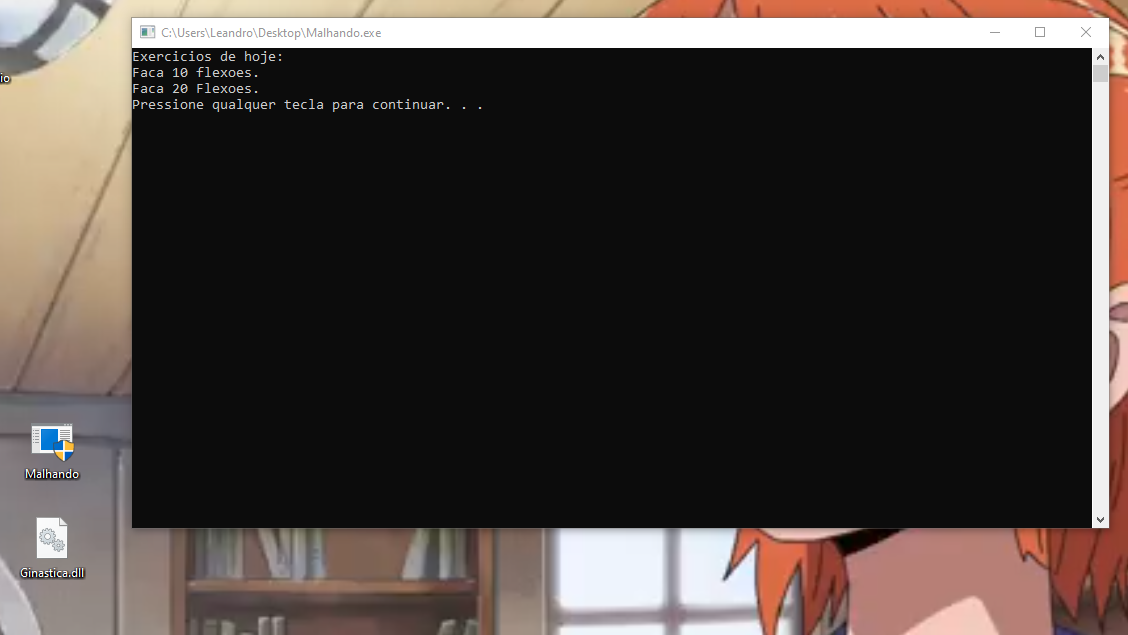 C:\Users\Leandro\Desktop\Malhando.exe
Exercicios de hoje:
Faca 10 flexoes.
Faca 20 Flexoes.
Pressione qualquer tecla para continuar. . .
io
Malhando
Ginastica.dll